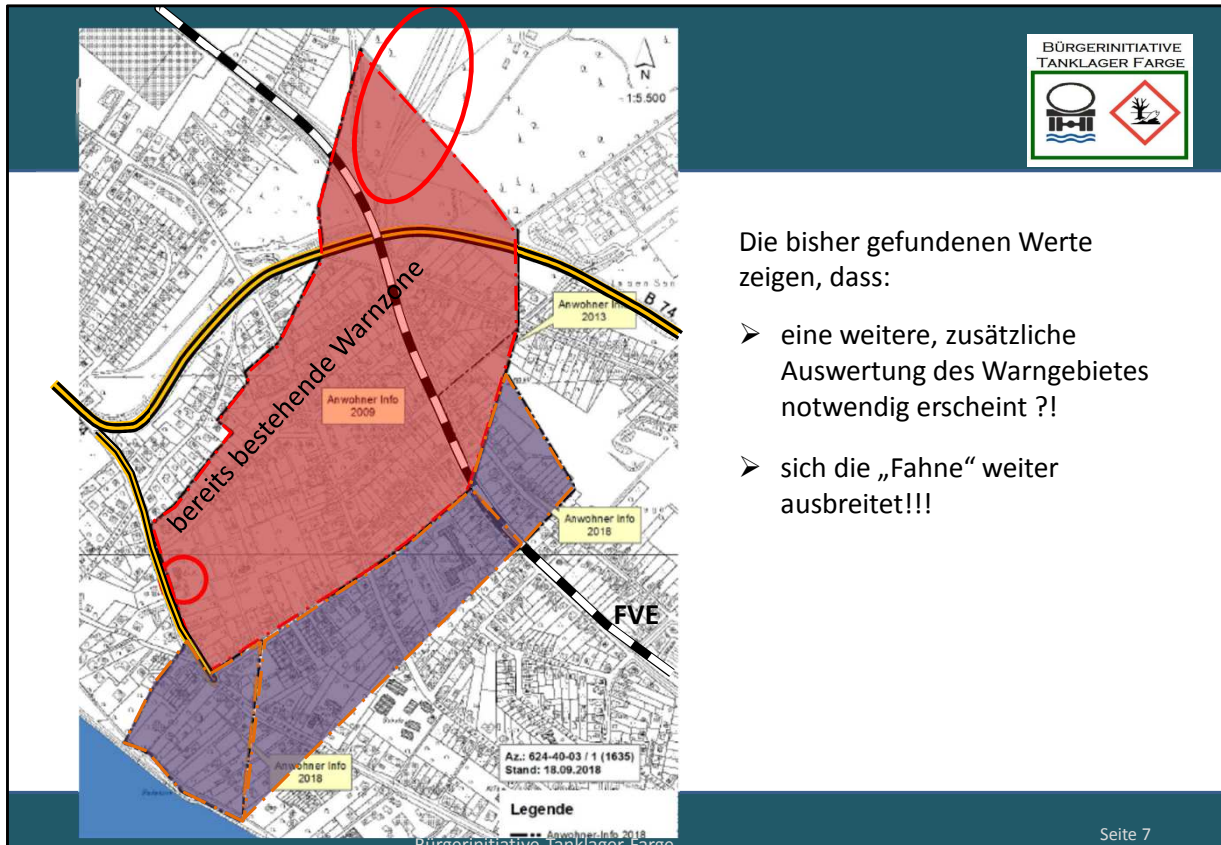 BÜRGERINITIATIVE
TANKLAGER FARGE
N
1:5.500
bereits bestehende Warnzone
B 74
Anwohner Info
2013
Anwohner Info
2009
Anwohner Info
2018
FVE
Anwohner Info
2018
Az.: 624-40-03 / 1 (1635)
Stand: 18.09.2018
Legende
Anwohner-Info 2018
Die bisher gefundenen Werte
zeigen, dass:
➢ eine weitere, zusätzliche
Auswertung des Warngebietes
notwendig erscheint ?!
➢ sich die „Fahne“ weiter
ausbreitet!!!
Bürgerinitiative Tanklager Farge
Seite 7